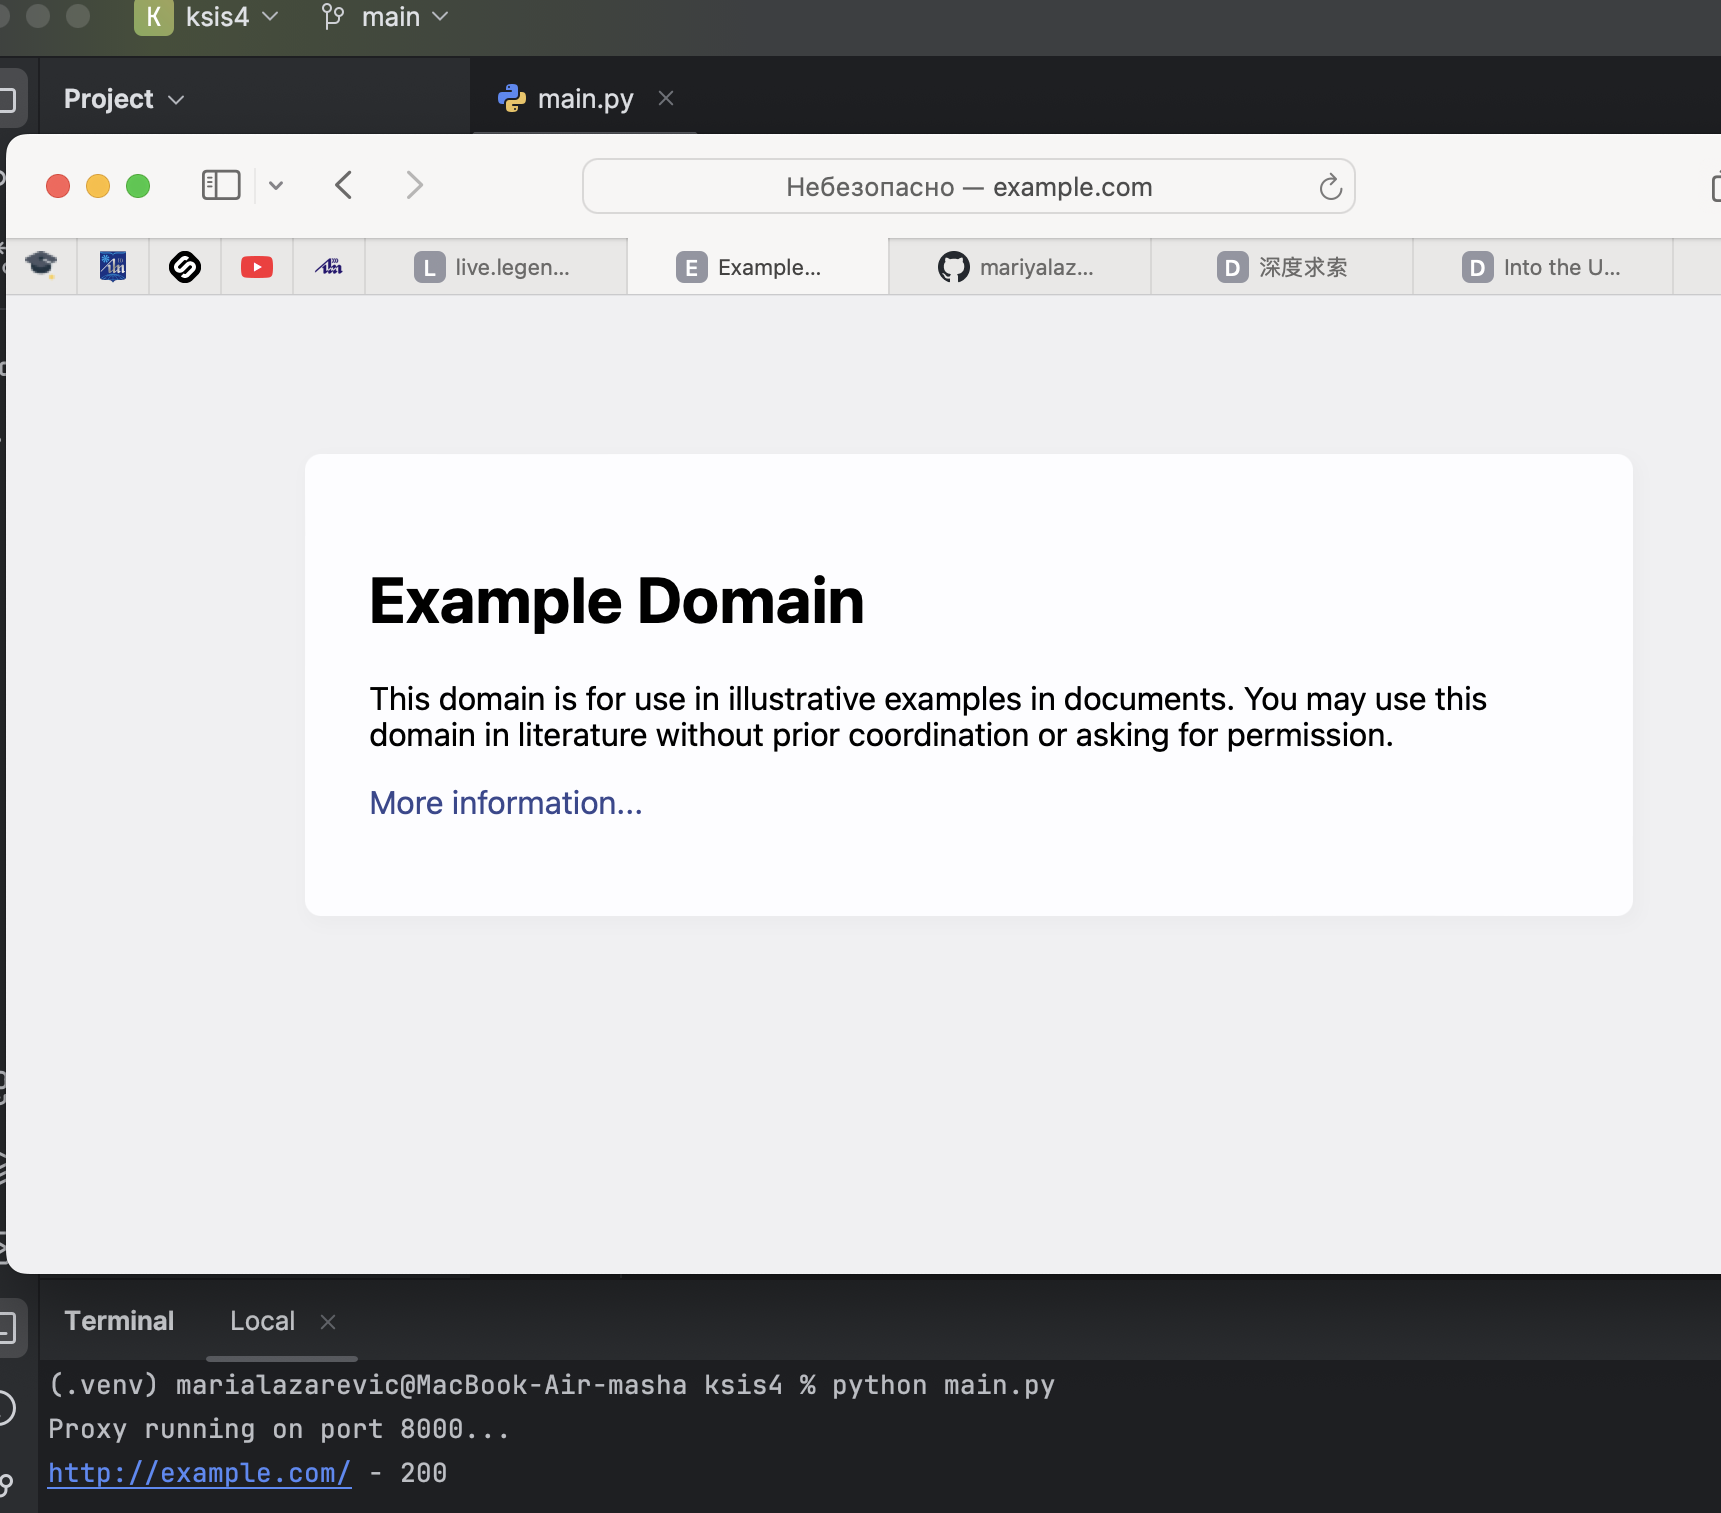 K ksis4 main
Project main.py
Небезопасно — example.com
L live.legen... E Example... mariyalaz... D 深度求索 D Into the U...
Example Domain
This domain is for use in illustrative examples in documents. You may use this
domain in literature without prior coordination or asking for permission.
More information...
Terminal Local
(.venv) marialazarevic@MacBook-Air-masha ksis4 % python main.py
Proxy running on port 8000...
http://example.com/ - 200